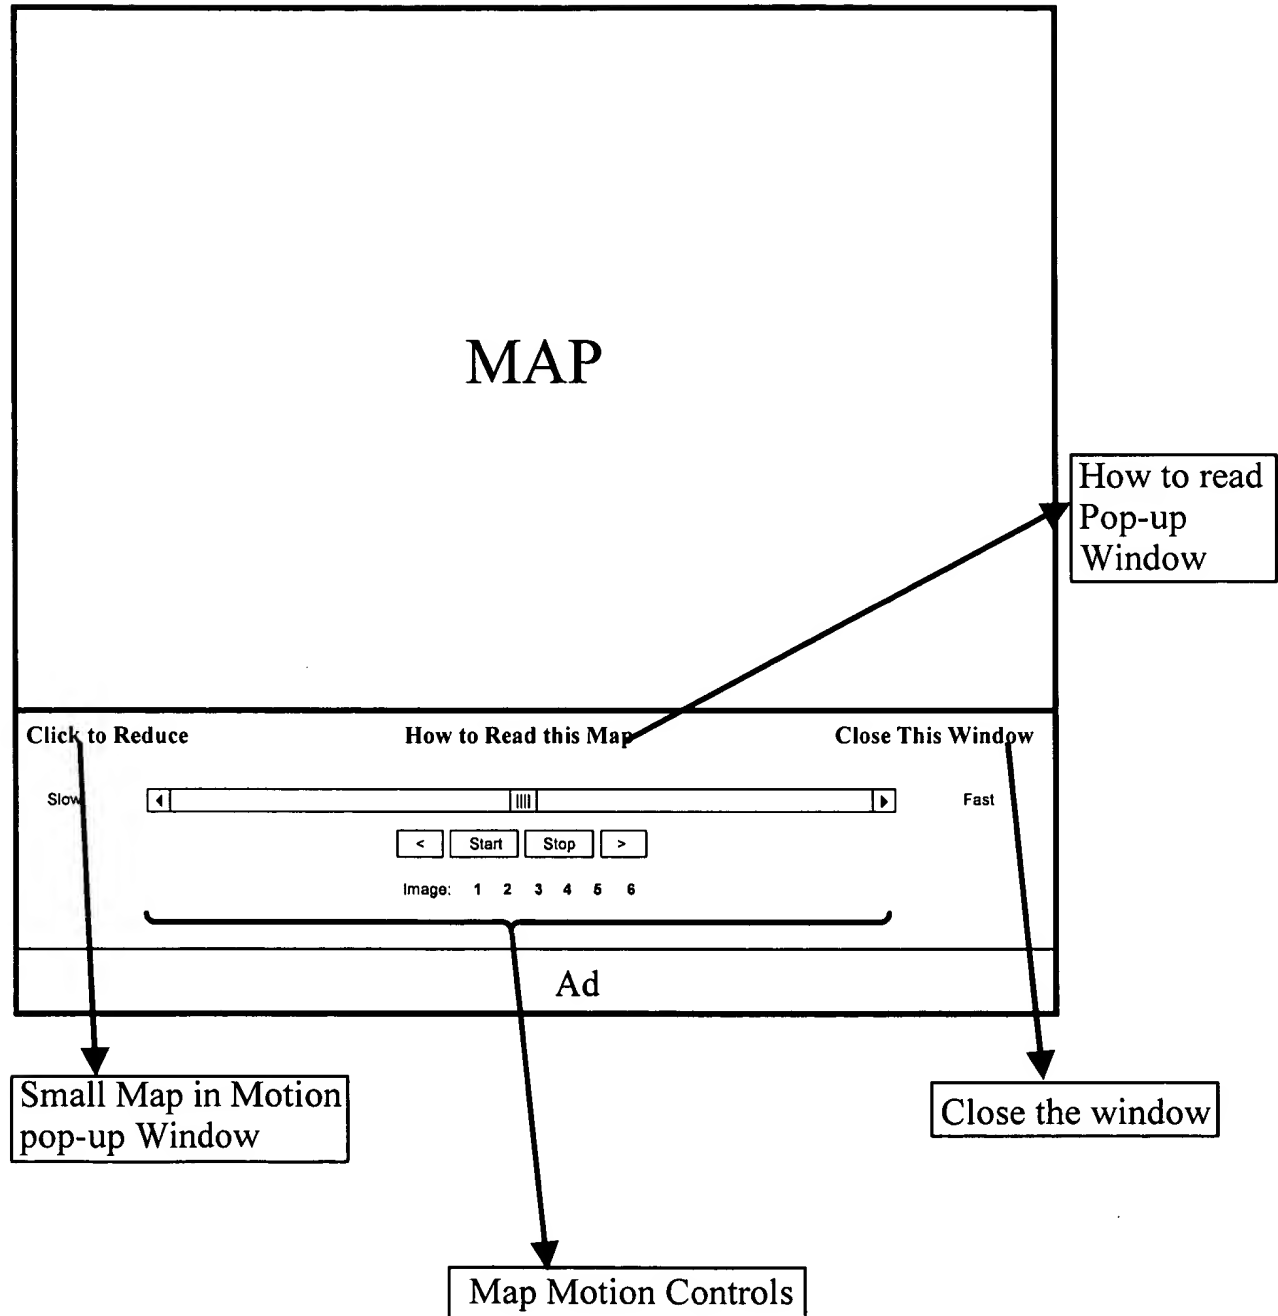 MAP
How to read
Pop-up
Window
Click to Reduce How to Read this Map Close This Window
Slow Fast
< Start Stop >
Image: 1 2 3 4 5 6
Ad
Small Map in Motion
pop-up Window
Close the window
Map Motion Controls